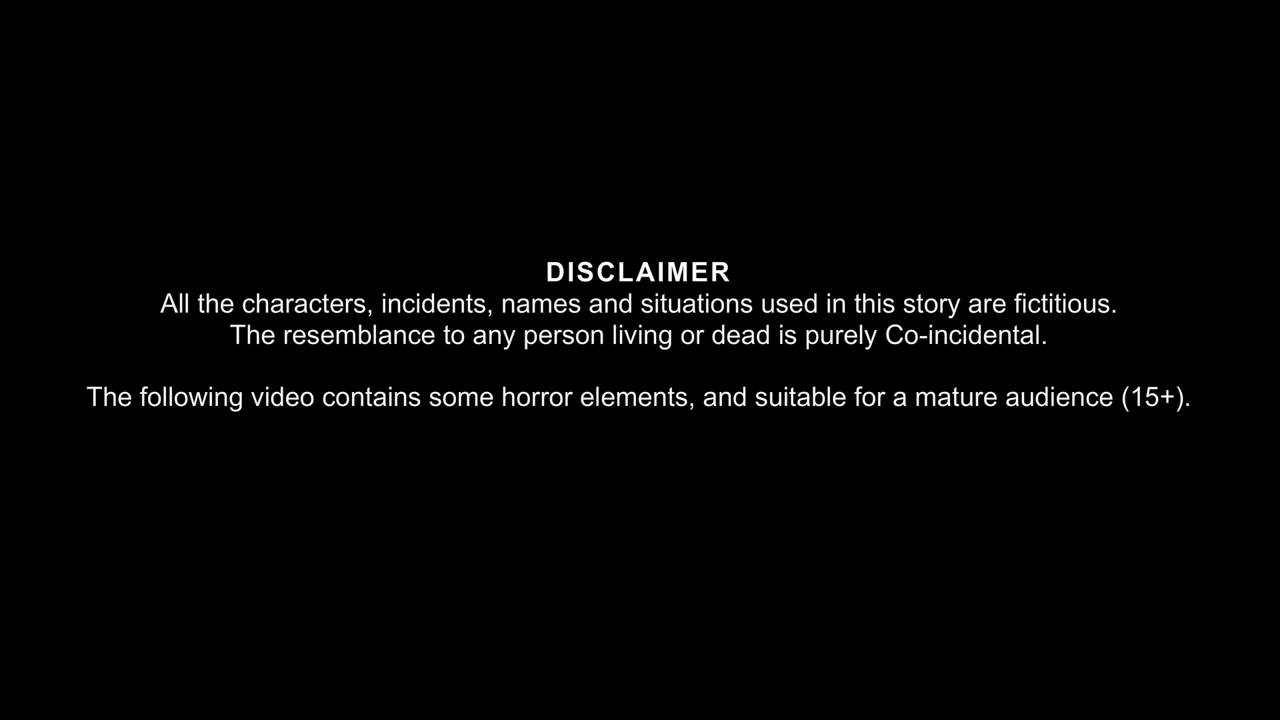 DISCLAIMER
All the characters, incidents, names and situations used in this story are fictitious.
The resemblance to any person living or dead is purely Co-incidental.
The following video contains some horror elements, and suitable for a mature audience (15+).